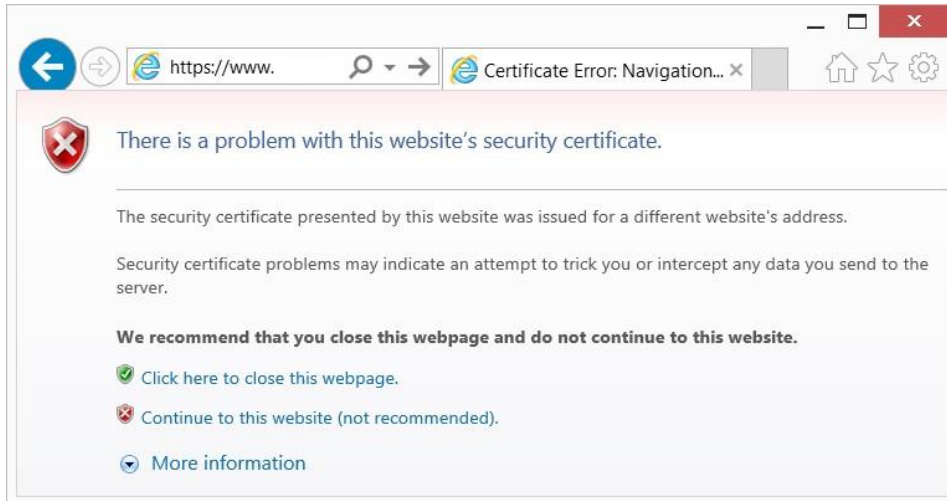 https://www.
Certificate Error: Navigation...
There is a problem with this website's security certificate.
The security certificate presented by this website was issued for a different website's address.
Security certificate problems may indicate an attempt to trick you or intercept any data you send to the
server.
We recommend that you close this webpage and do not continue to this website.
Click here to close this webpage.
Continue to this website (not recommended).
More information